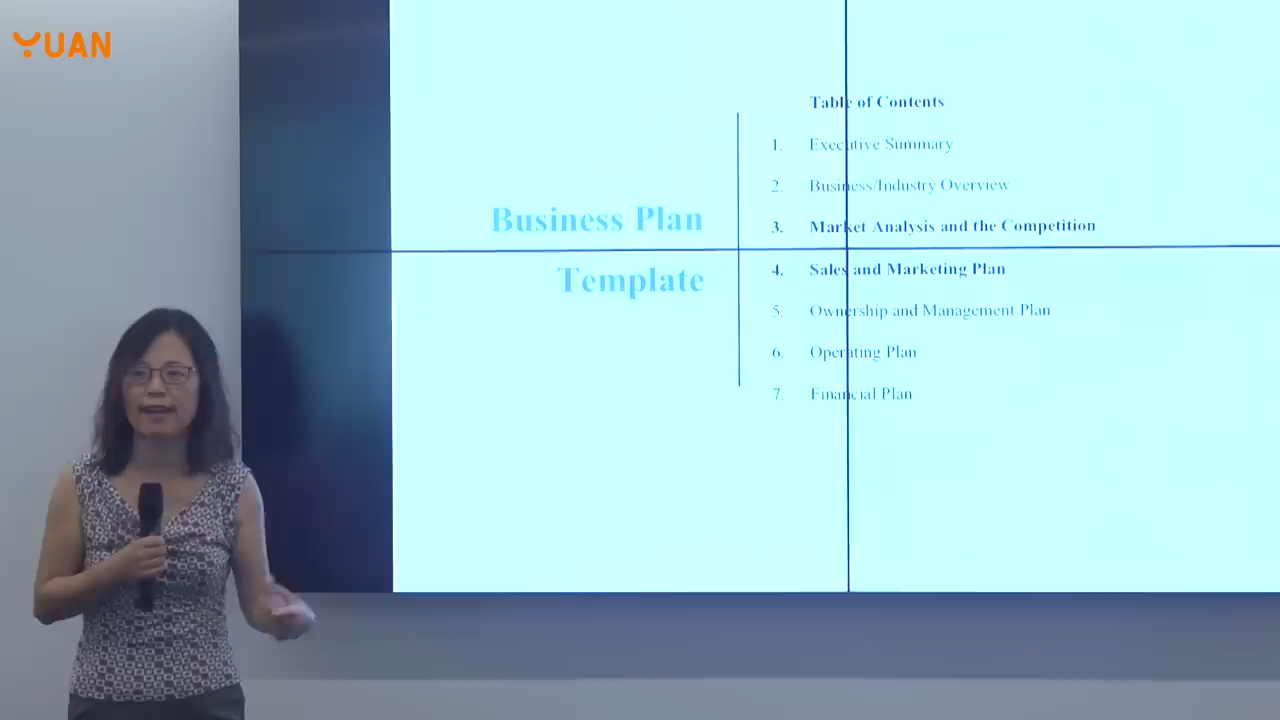 YUAN
Business Plan
Template
Table of Contents
1. Executive Summary
2. Business/Industry Overview
3. Market Analysis and the Competition
4. Sales and Marketing Plan
5. Ownership and Management Plan
6. Operating Plan
7. Financial Plan